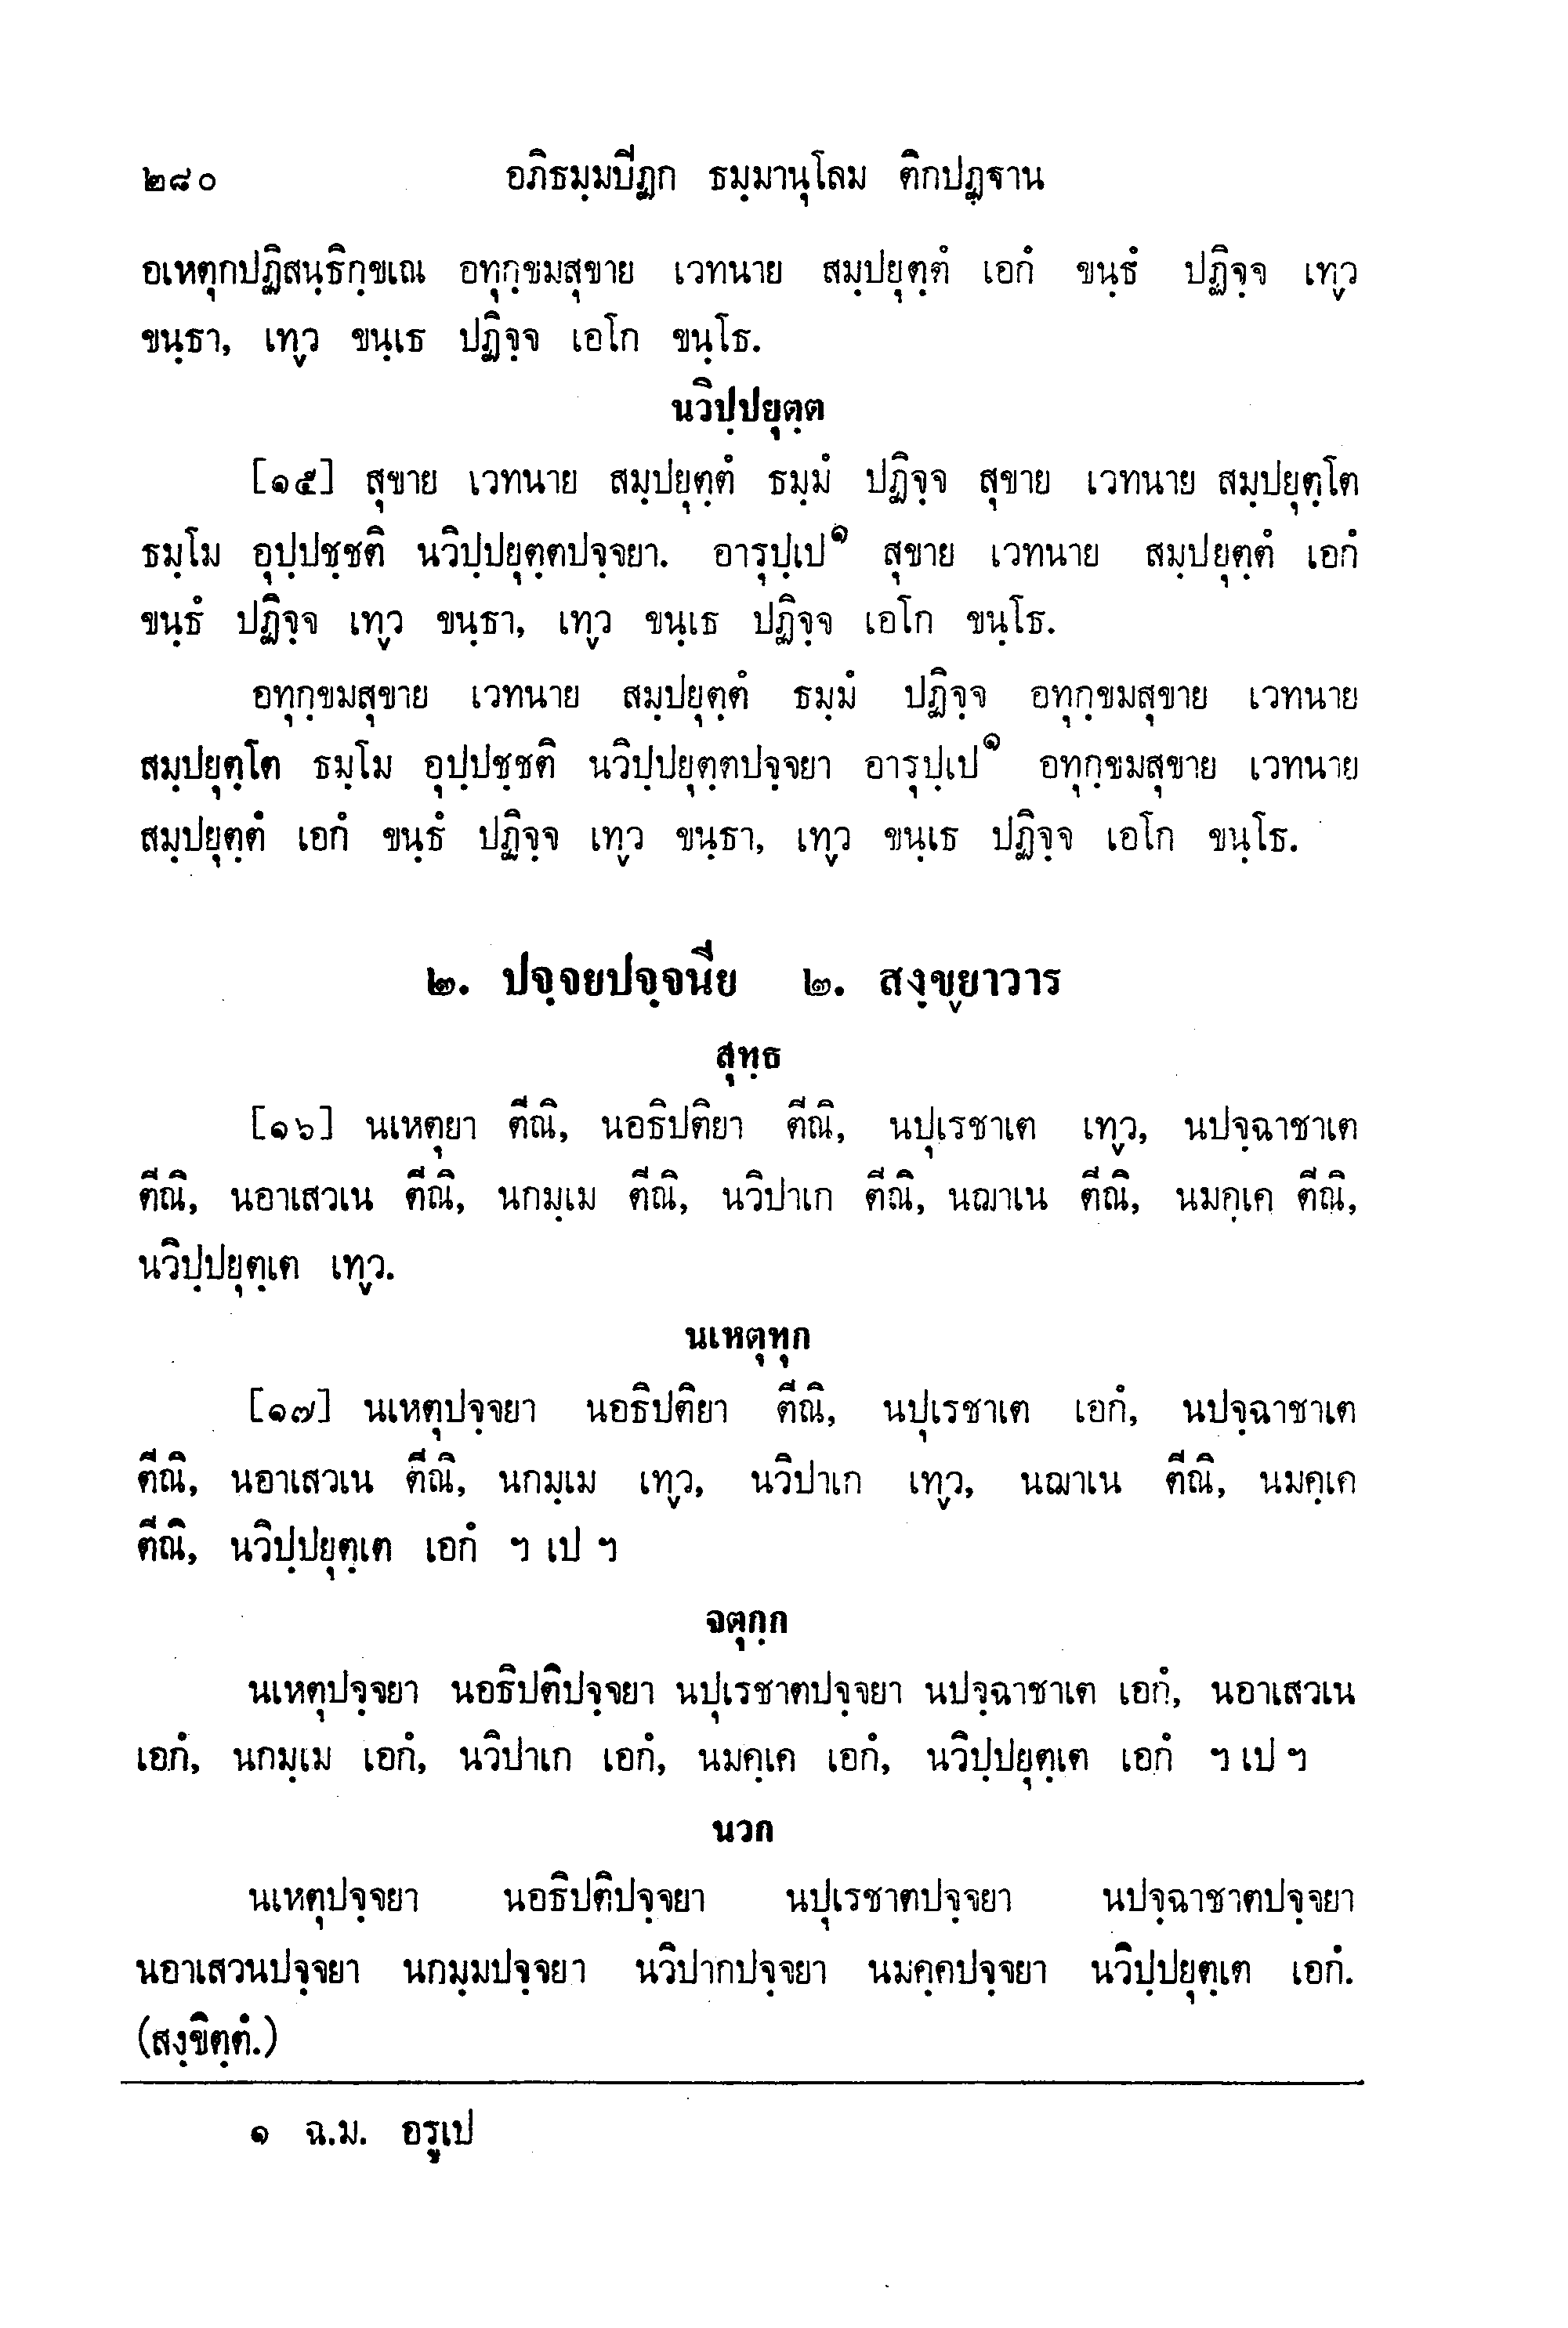 ๒๘๐ อภิธมฺมปีฏก ธมฺมานุโลม ติกปฏฺฐาน
อเหตุกปฏิสนฺธิกฺขเณ อทุกฺขมสุขาย เวทนาย สมฺปยุตฺตํ เอกํ ขนฺธํ ปฏิจฺจ เทฺว
ขนฺธา, เทฺว ขนฺเธ ปฏิจฺจ เอโก ขนฺโธ.
นวิปฺปยุตฺต
[๑๕] สุขาย เวทนาย สมฺปยุตฺตํ ธมฺมํ ปฏิจฺจ สุขาย เวทนาย สมฺปยุตฺโต
ธมฺโม อุปฺปชฺชติ นวิปฺปยุตฺตปจฺจยา. อารุปฺเป๑ สุขาย เวทนาย สมฺปยุตฺตํ เอกํ
ขนฺธํ ปฏิจฺจ เทฺว ขนฺธา, เทฺว ขนฺเธ ปฏิจฺจ เอโก ขนฺโธ.
อทุกฺขมสุขาย เวทนาย สมฺปยุตฺตํ ธมฺมํ ปฏิจฺจ อทุกฺขมสุขาย เวทนาย
สมฺปยุตฺโต ธมฺโม อุปฺปชฺชติ นวิปฺปยุตฺตปจฺจยา อารุปฺเป๑ อทุกฺขมสุขาย เวทนาย
สมฺปยุตฺตํ เอกํ ขนฺธํ ปฏิจฺจ เทฺว ขนฺธา, เทฺว ขนฺเธ ปฏิจฺจ เอโก ขนฺโธ.
๒. ปจฺจยปจฺจนีย ๒. สงฺขฺยาวาร
สุทฺธ
[๑๖] นเหตุยา ตีณิ, นอธิปติยา ตีณิ, นปุเรชาเต เทฺว, นปจฺฉาชาเต
ตีณิ, นอาเสวเน ตีณิ, นกมฺเม ตีณิ, นวิปาเก ตีณิ, นฌาเน ตีณิ, นมคฺเค ตีณิ,
นวิปฺปยุตฺเต เทฺว.
นเหตุทุก
[๑๗] นเหตุปจฺจยา นอธิปติยา ตีณิ, นปุเรชาเต เอกํ, นปจฺฉาชาเต
ตีณิ, นอาเสวเน ตีณิ, นกมฺเม เทฺว, นวิปาเก เทฺว, นฌาเน ตีณิ, นมคฺเค
ตีณิ, นวิปฺปยุตฺเต เอกํ ฯ เป ฯ
จตุกฺก
นเหตุปจฺจยา นอธิปติปจฺจยา นปุเรชาตปจฺจยา นปจฺฉาชาเต เอกํ, นอาเสวเน
เอกํ, นกมฺเม เอกํ, นวิปาเก เอกํ, นมคฺเค เอกํ, นวิปฺปยุตฺเต เอกํ ฯ เป ฯ
นวก
นเหตุปจฺจยา นอธิปติปจฺจยา นปุเรชาตปจฺจยา นปจฺฉาชาตปจฺจยา
นอาเสวนปจฺจยา นกมฺมปจฺจยา นวิปากปจฺจยา นมคฺคปจฺจยา นวิปฺปยุตฺเต เอกํ.
(สงฺขิตฺตํ.)
๑ ฉ.ม. อรูเป